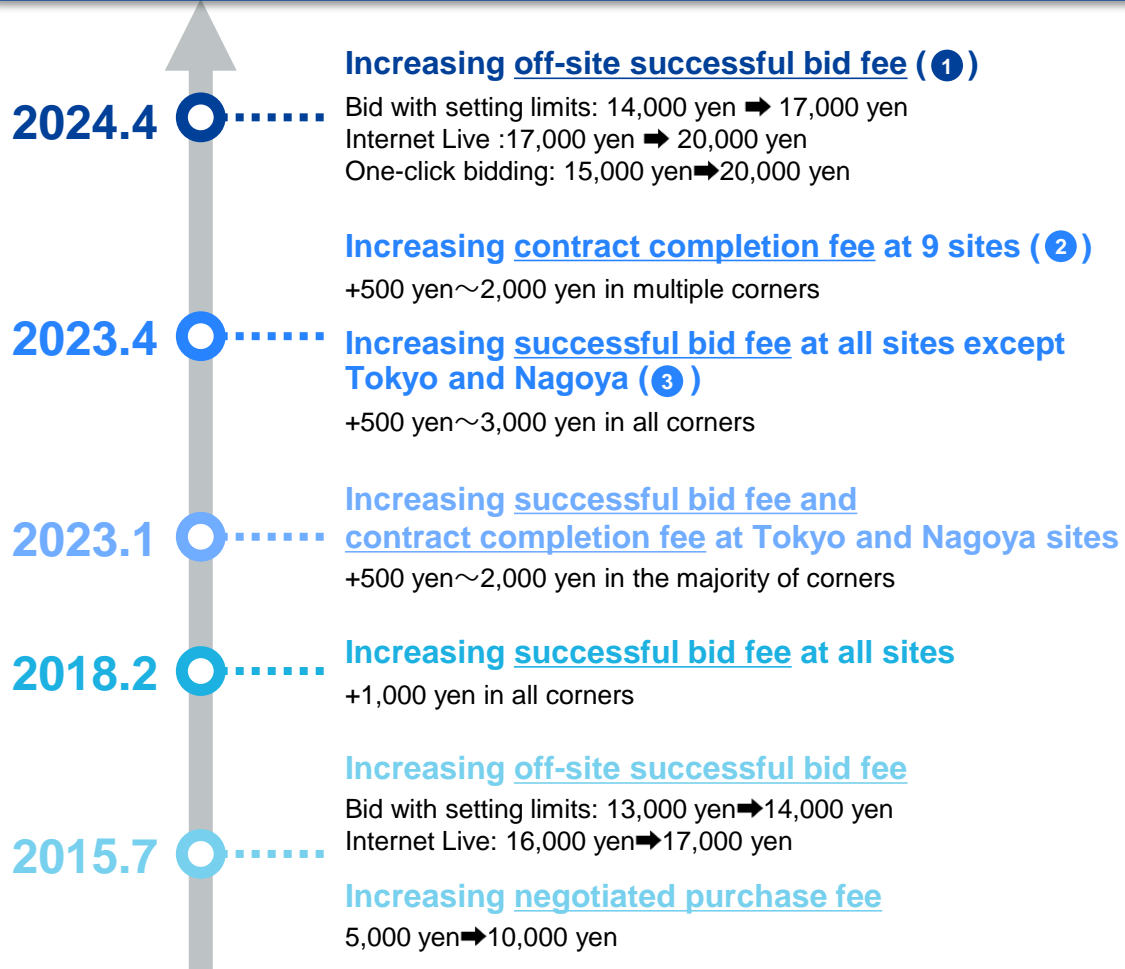 2024.4
Increasing off-site successful bid fee (❶)
Bid with setting limits: 14,000 yen ➡ 17,000 yen
Internet Live :17,000 yen ➡ 20,000 yen
One-click bidding: 15,000 yen➡20,000 yen
2023.4
Increasing contract completion fee at 9 sites (❷)
+500 yen～2,000 yen in multiple corners
Increasing successful bid fee at all sites except
Tokyo and Nagoya (❸)
+500 yen～3,000 yen in all corners
2023.1
Increasing successful bid fee and
contract completion fee at Tokyo and Nagoya sites
+500 yen～2,000 yen in the majority of corners
2018.2
Increasing successful bid fee at all sites
+1,000 yen in all corners
2015.7
Increasing off-site successful bid fee
Bid with setting limits: 13,000 yen➡14,000 yen
Internet Live: 16,000 yen➡17,000 yen
Increasing negotiated purchase fee
5,000 yen➡10,000 yen